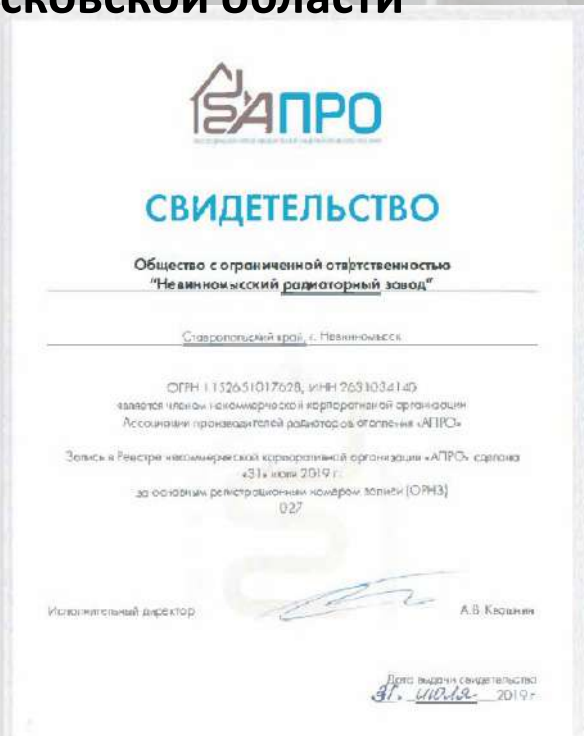 сковской области
АПРО
СВИДЕТЕЛЬСТВО
Общество с ограниченной ответственностью
"Невинномысский радиаторный завод"
Ставропольский край, г. Невинномысск
ОГРН 1152651017628, ИНН 2631034140
является членом некоммерческой корпоративной организации
Ассоциации производителей радиаторов отопления «АПРО»
Запись в Реестре некоммерческой корпоративной организации «АПРО» сделана
«31» июля 2019 г.
за основным регистрационным номером записи (ОРНЗ)
027
Исполнительный директор
А.В. Квашнин
Дата выдачи свидетельства
31. июля 2019 г